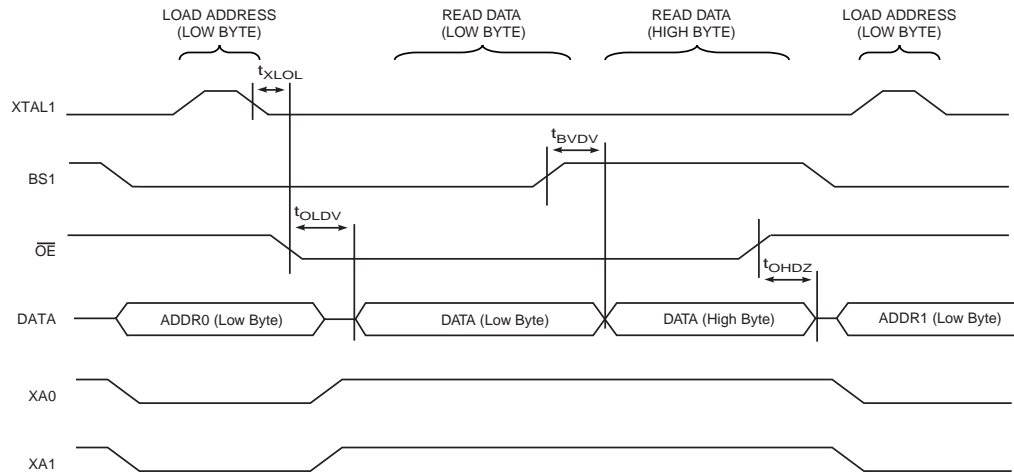 LOAD ADDRESS
(LOW BYTE)
READ DATA
(LOW BYTE)
READ DATA
(HIGH BYTE)
LOAD ADDRESS
(LOW BYTE)
tXLOL
XTAL1
tBVDV
BS1
tOLDV
OE
tOHDZ
DATA
ADDR0 (Low Byte)
DATA (Low Byte)
DATA (High Byte)
ADDR1 (Low Byte)
XA0
XA1